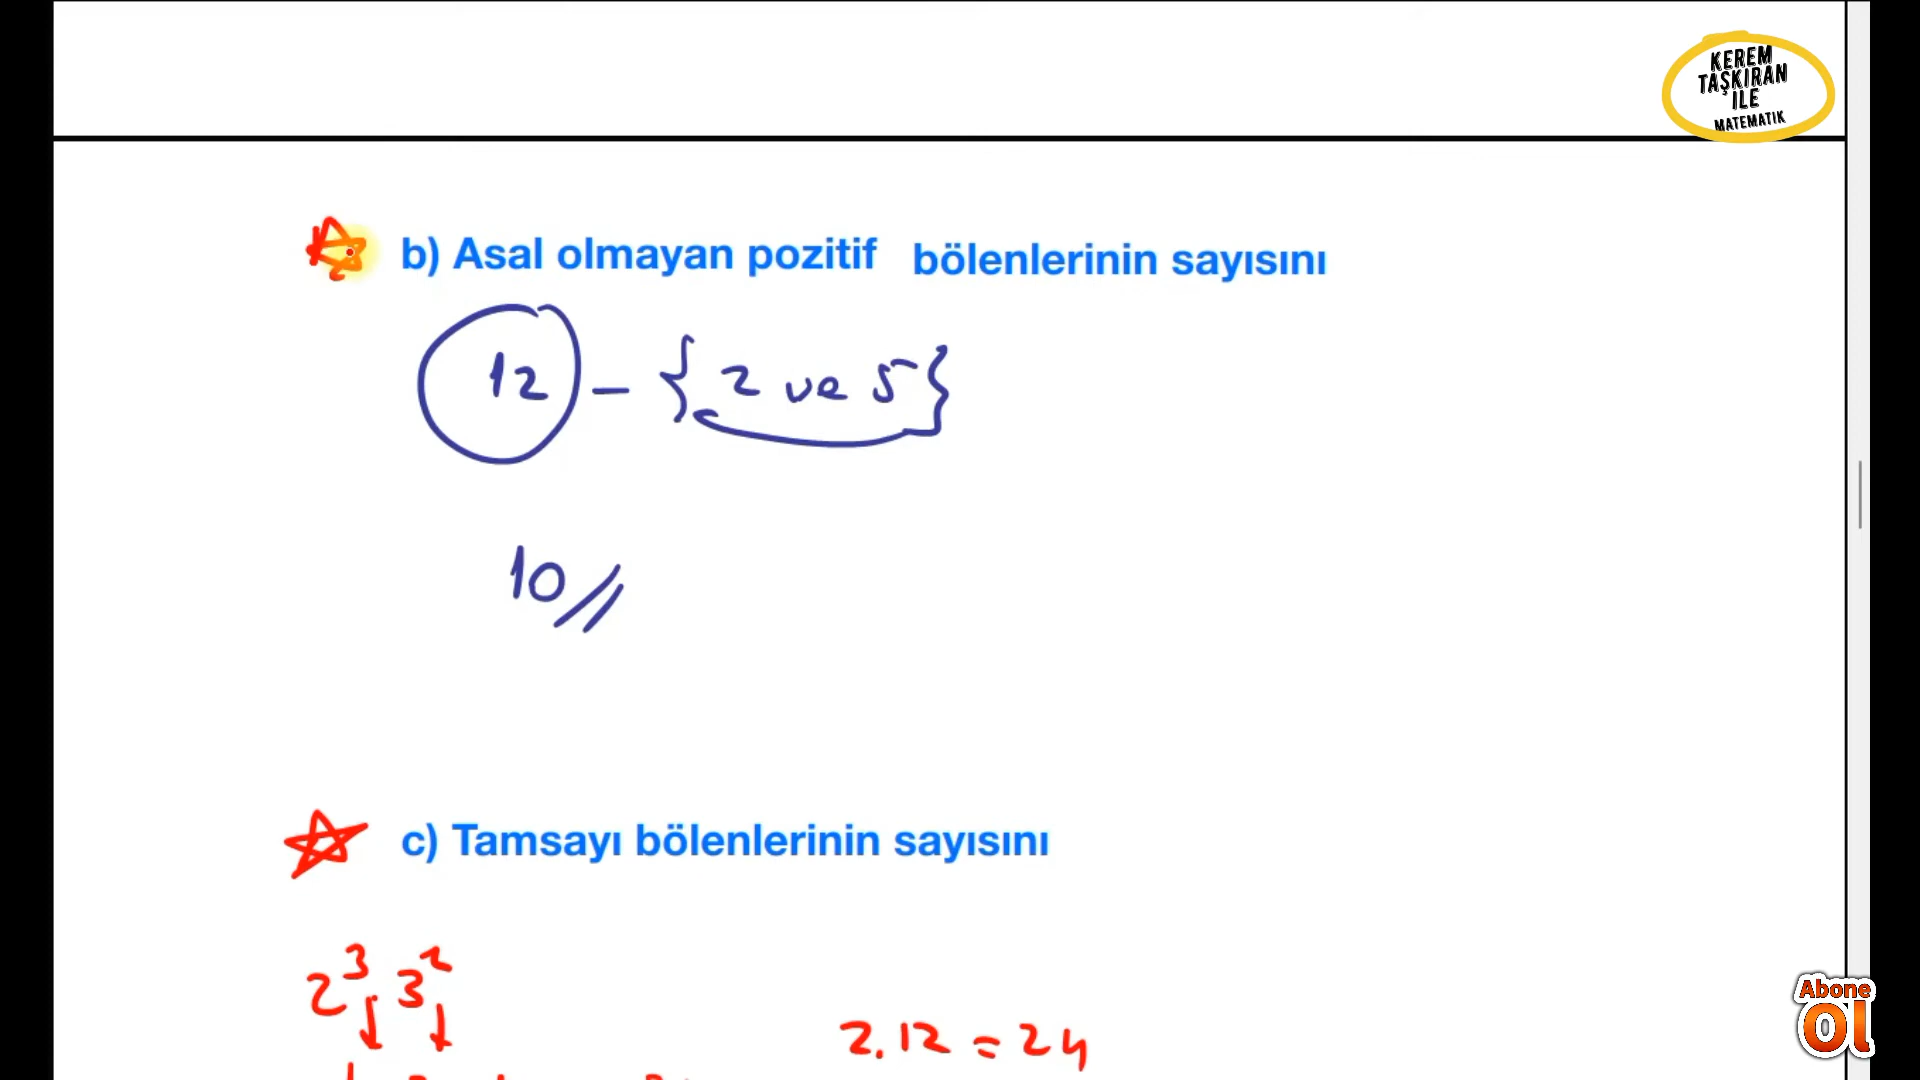 KEREM
TAŞKIRAN
İLE
MATEMATİK
b) Asal olmayan pozitif bölenlerinin sayısını
12 - { 2 ve 5 }
10 //
c) Tamsayı bölenlerinin sayısını
2³ 3²
2.12 = 24
Abone
Ol